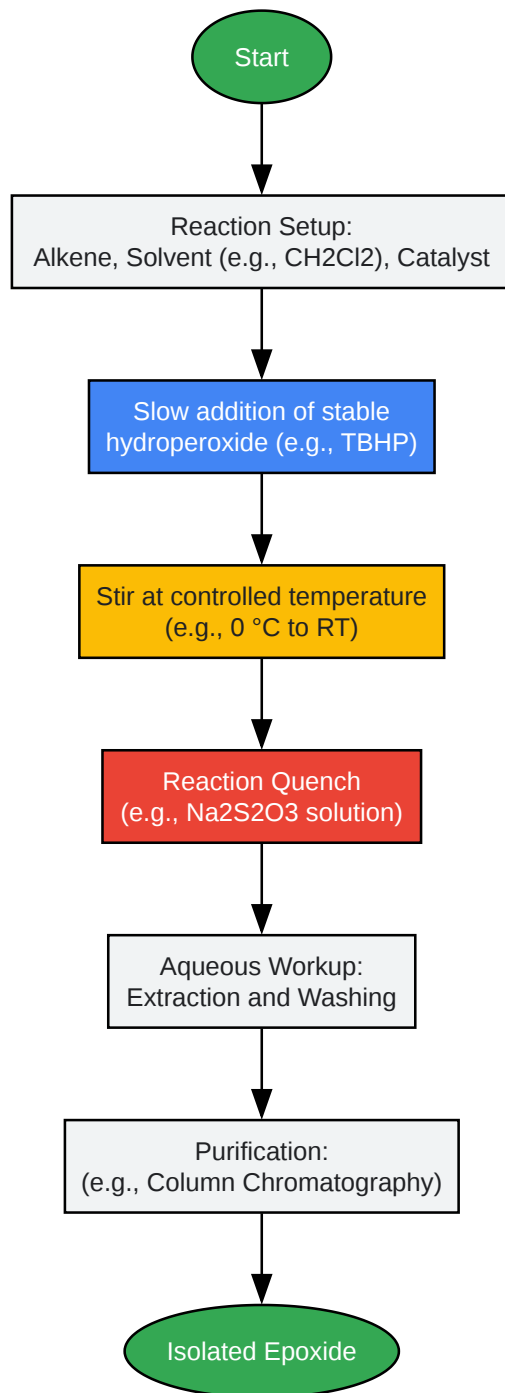 Start
Reaction Setup:
Alkene, Solvent (e.g., CH2Cl2), Catalyst
Slow addition of stable
hydroperoxide (e.g., TBHP)
Stir at controlled temperature
(e.g., 0 °C to RT)
Reaction Quench
(e.g., Na2S2O3 solution)
Aqueous Workup:
Extraction and Washing
Purification:
(e.g., Column Chromatography)
Isolated Epoxide